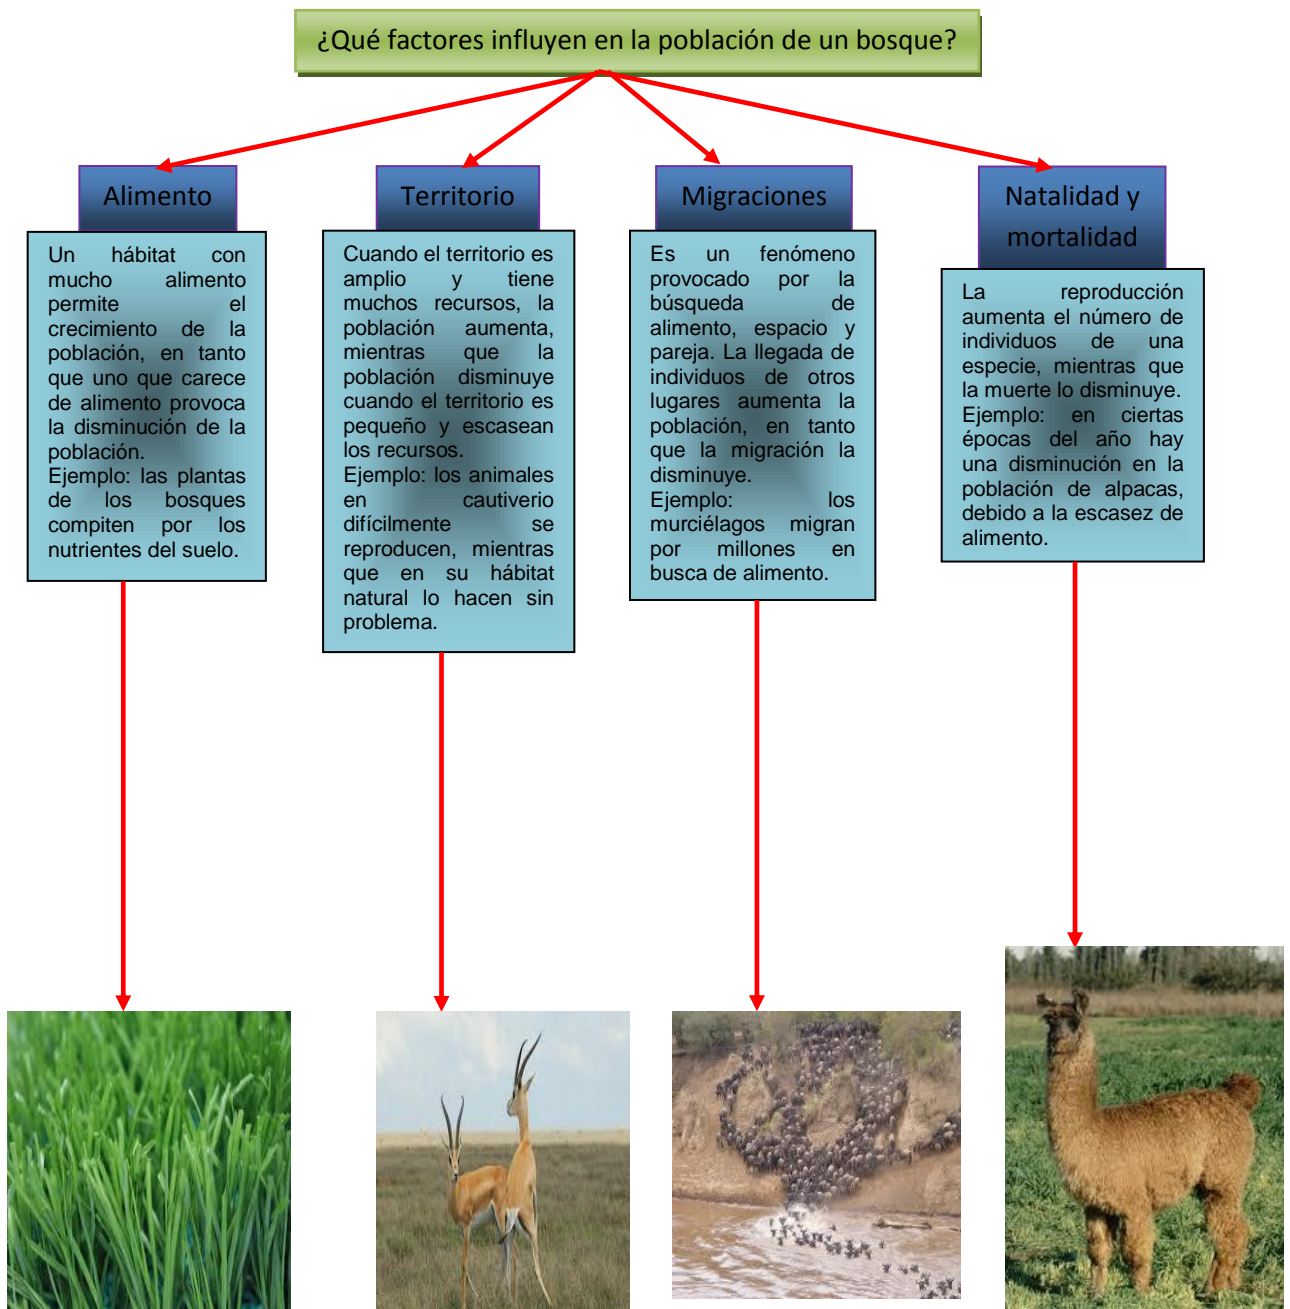 ¿Qué factores influyen en la población de un bosque?
Alimento
Un hábitat con
mucho alimento
permite el
crecimiento de la
población, en tanto
que uno que carece
de alimento provoca
la disminución de la
población.
Ejemplo: las plantas
de los bosques
compiten por los
nutrientes del suelo.
Territorio
Cuando el territorio es
amplio y tiene
muchos recursos, la
población aumenta,
mientras que la
población disminuye
cuando el territorio es
pequeño y escasean
los recursos.
Ejemplo: los animales
en cautiverio
difícilmente se
reproducen, mientras
que en su hábitat
natural lo hacen sin
problema.
Migraciones
Es un fenómeno
provocado por la
búsqueda de
alimento, espacio y
pareja. La llegada de
individuos de otros
lugares aumenta la
población, en tanto
que la migración la
disminuye.
Ejemplo: los
murciélagos migran
por millones en
busca de alimento.
Natalidad y
mortalidad
La reproducción
aumenta el número de
individuos de una
especie, mientras que
la muerte lo disminuye.
Ejemplo: en ciertas
épocas del año hay
una disminución en la
población de alpacas,
debido a la escasez de
alimento.